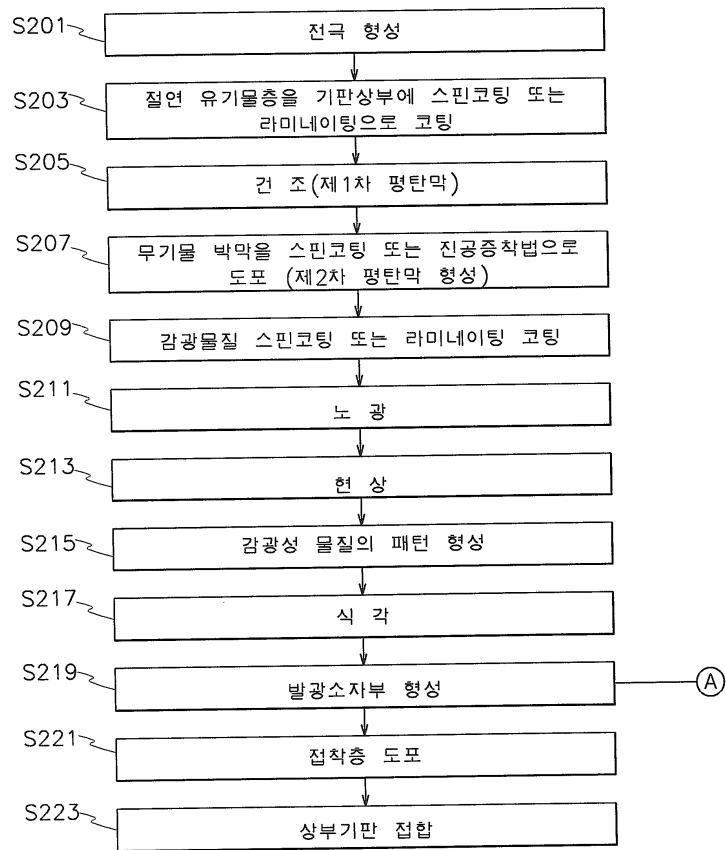 S201
전극 형성
S203
절연 유기물층을 기판상부에 스핀코팅 또는
라미네이팅으로 코팅
S205
건 조(제1차 평탄막)
S207
무기물 박막을 스핀코팅 또는 진공증착법으로
도포 (제2차 평탄막 형성)
S209
감광물질 스핀코팅 또는 라미네이팅 코팅
S211
노 광
S213
현 상
S215
감광성 물질의 패턴 형성
S217
식 각
S219
발광소자부 형성
A
S221
접착층 도포
S223
상부기판 접합